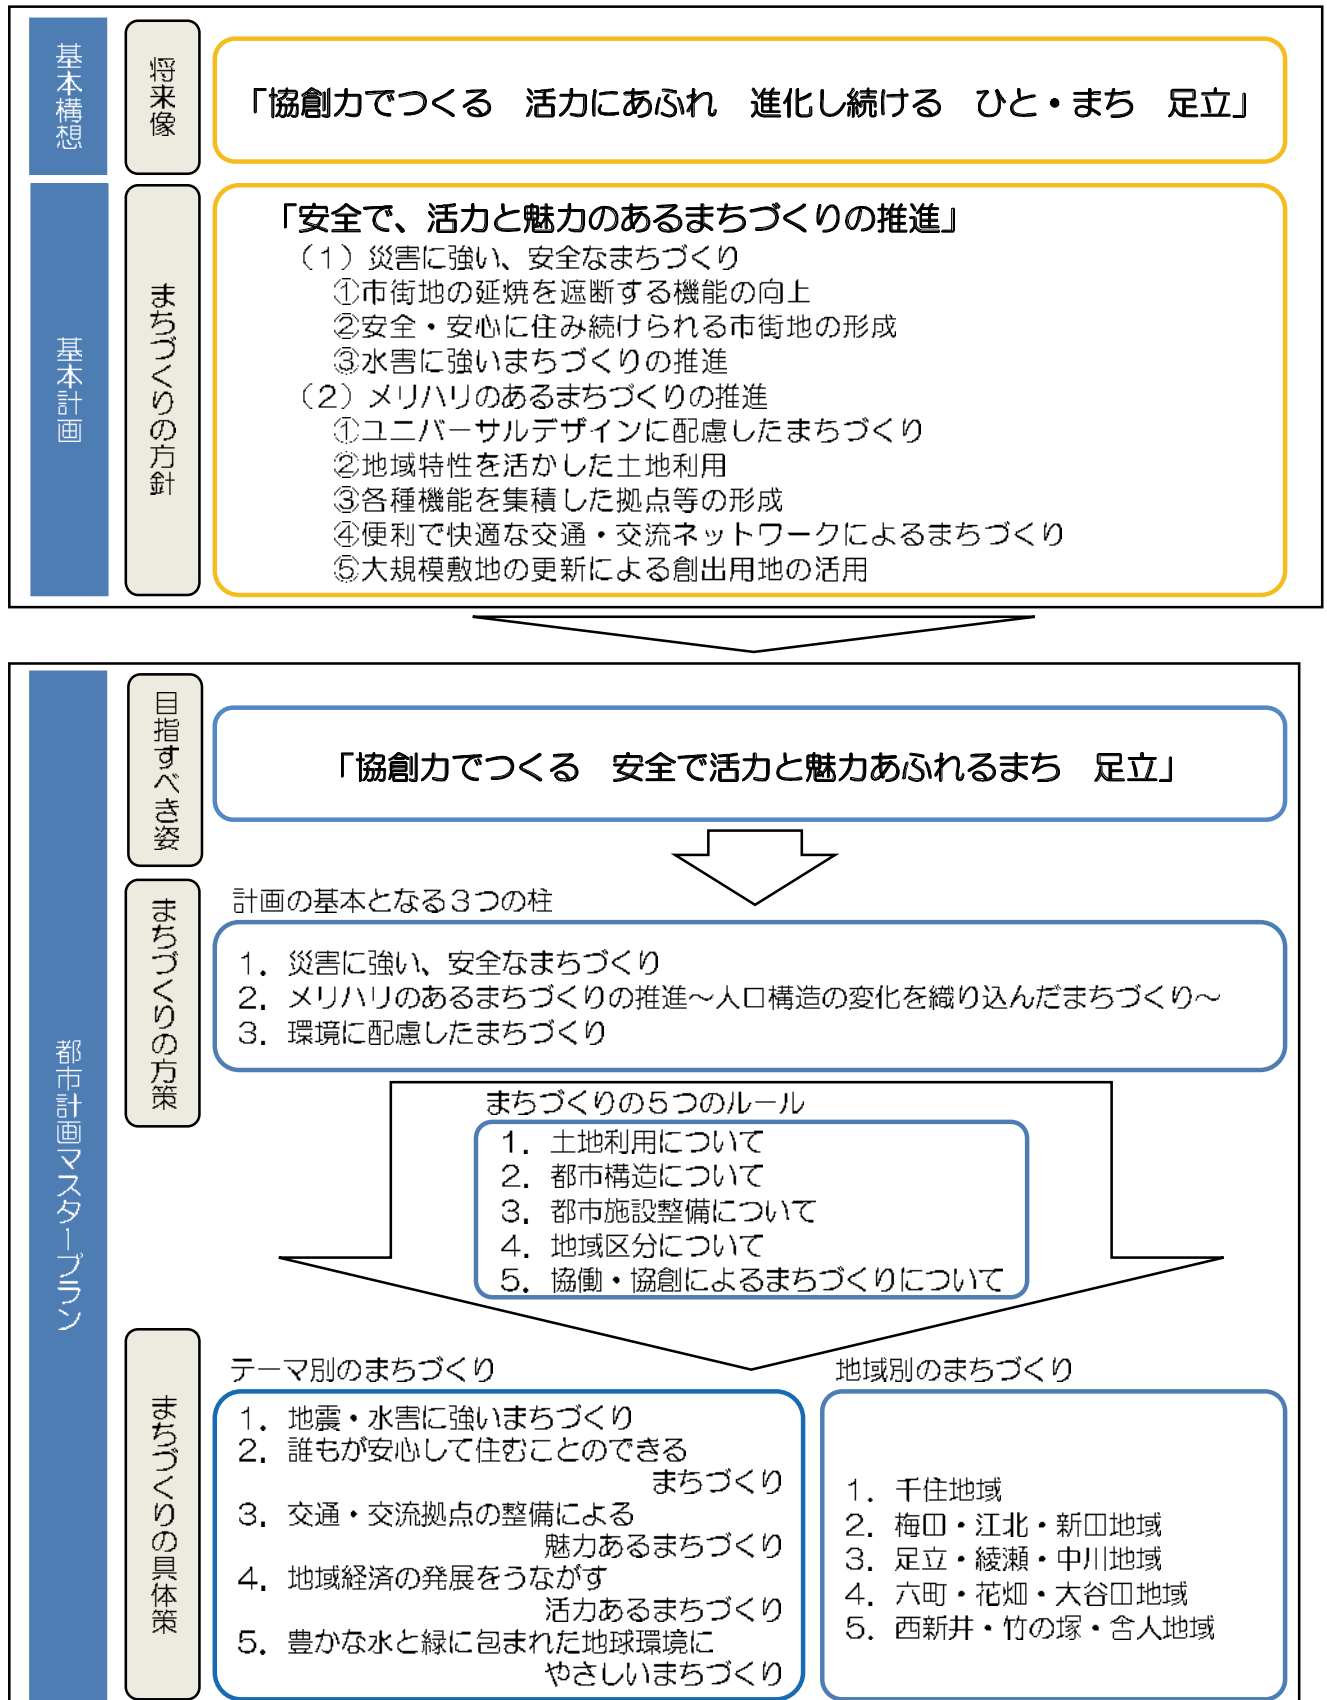 基本構想
将来像
「協創力でつくる　活力にあふれ　進化し続ける　ひと・まち　足立」
基本計画
まちづくりの方針
「安全で、活力と魅力のあるまちづくりの推進」
（１）災害に強い、安全なまちづくり
①市街地の延焼を遮断する機能の向上
②安全・安心に住み続けられる市街地の形成
③水害に強いまちづくりの推進
（２）メリハリのあるまちづくりの推進
①ユニバーサルデザインに配慮したまちづくり
②地域特性を活かした土地利用
③各種機能を集積した拠点等の形成
④便利で快適な交通・交流ネットワークによるまちづくり
⑤大規模敷地の更新による創出用地の活用
都市計画マスタープラン
目指すべき姿
「協創力でつくる　安全で活力と魅力あふれるまち　足立」
まちづくりの方策
計画の基本となる３つの柱
１．災害に強い、安全なまちづくり
２．メリハリのあるまちづくりの推進～人口構造の変化を織り込んだまちづくり～
３．環境に配慮したまちづくり
まちづくりの５つのルール
１．土地利用について
２．都市構造について
３．都市施設整備について
４．地域区分について
５．協働・協創によるまちづくりについて
まちづくりの具体策
テーマ別のまちづくり
１．地震・水害に強いまちづくり
２．誰もが安心して住むことのできる
まちづくり
３．交通・交流拠点の整備による
魅力あるまちづくり
４．地域経済の発展をうながす
活力あるまちづくり
５．豊かな水と緑に包まれた地球環境に
やさしいまちづくり
地域別のまちづくり
１．千住地域
２．梅田・江北・新田地域
３．足立・綾瀬・中川地域
４．六町・花畑・大谷田地域
５．西新井・竹の塚・舎人地域